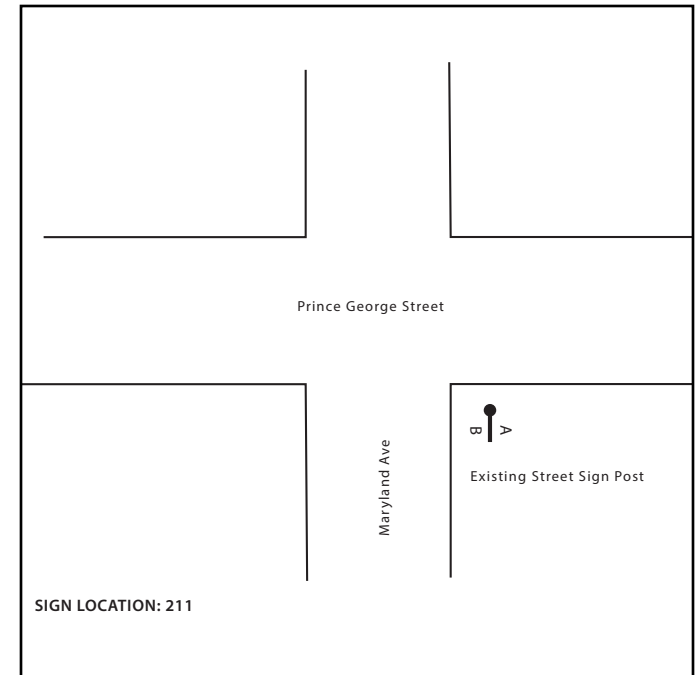 Prince George Street
Maryland Ave
B
A
Existing Street Sign Post
SIGN LOCATION: 211